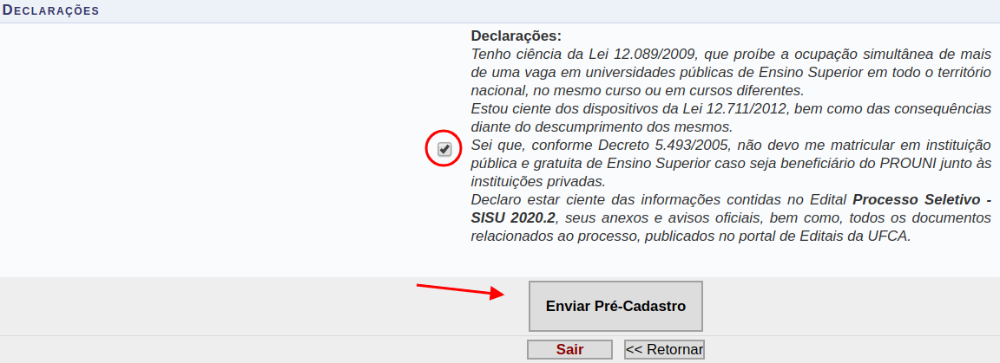 DECLARAÇÕES
Declarações:
Tenho ciência da Lei 12.089/2009, que proíbe a ocupação simultânea de mais
de uma vaga em universidades públicas de Ensino Superior em todo o território
nacional, no mesmo curso ou em cursos diferentes.
Estou ciente dos dispositivos da Lei 12.711/2012, bem como das consequências
diante do descumprimento dos mesmos.
Sei que, conforme Decreto 5.493/2005, não devo me matricular em instituição
pública e gratuita de Ensino Superior caso seja beneficiário do PROUNI junto às
instituições privadas.
Declaro estar ciente das informações contidas no Edital Processo Seletivo -
SISU 2020.2, seus anexos e avisos oficiais, bem como, todos os documentos
relacionados ao processo, publicados no portal de Editais da UFCA.
Enviar Pré-Cadastro
Sair
<< Retornar